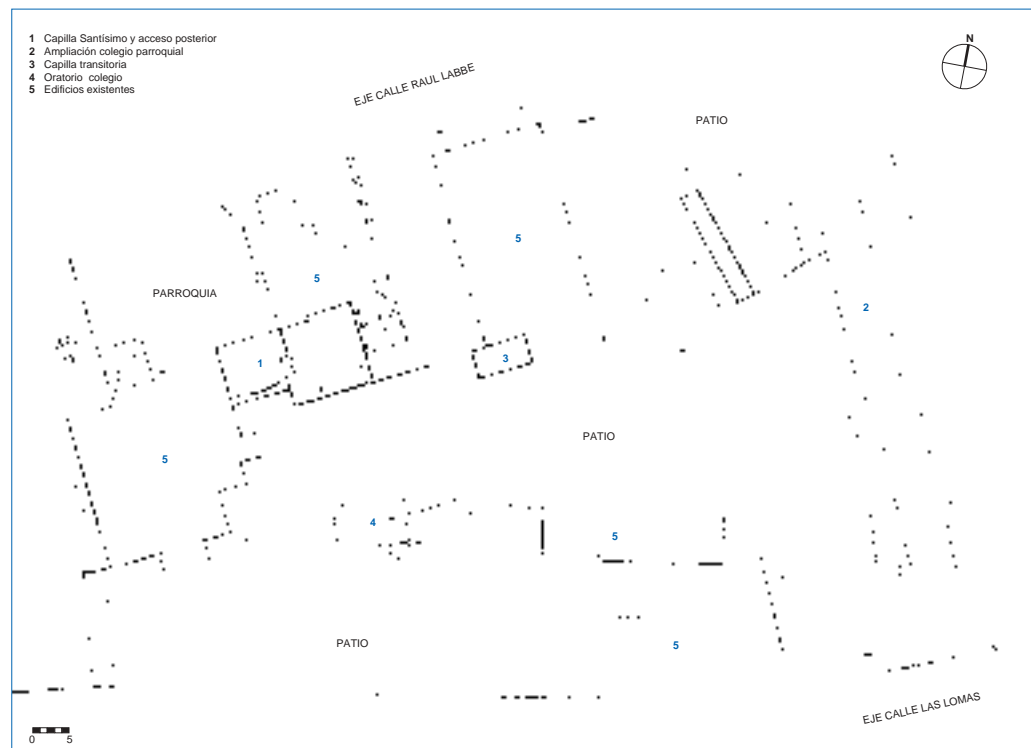 1 Capilla Santísimo y acceso posterior
2 Ampliación colegio parroquial
3 Capilla transitoria
4 Oratorio colegio
5 Edificios existentes
N
EJE CALLE RAUL LABBE
PATIO
5
5
PARROQUIA
2
1
3
PATIO
5
4
5
PATIO
5
EJE CALLE LAS LOMAS
0 5